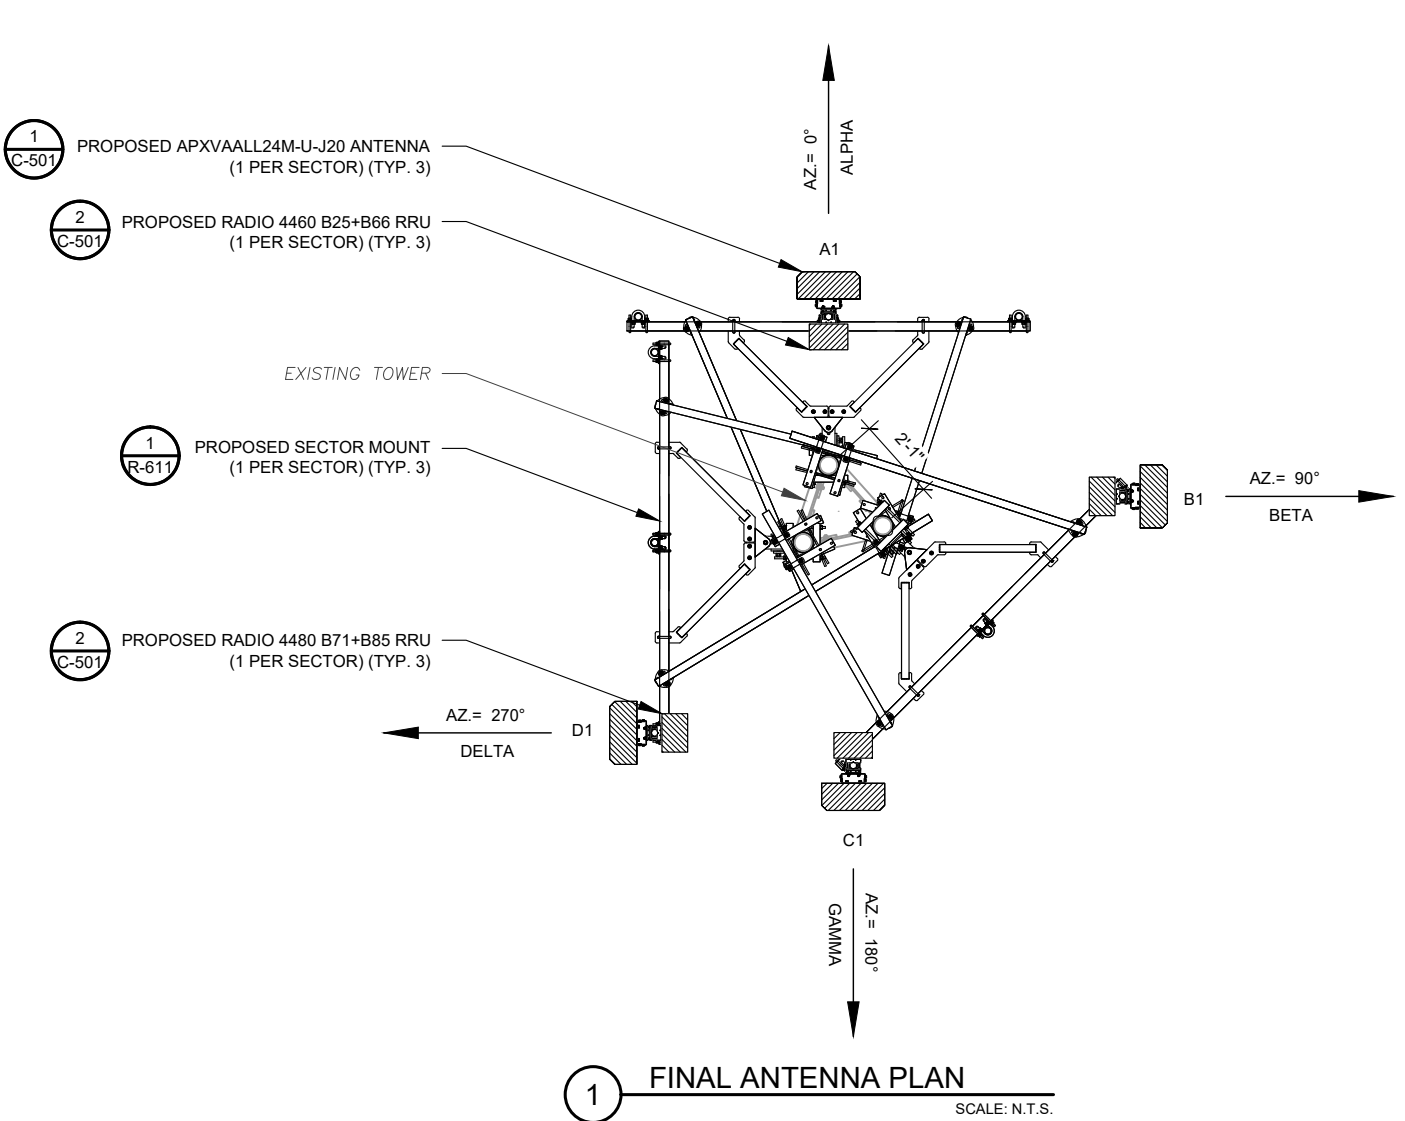 AZ.= 0°
ALPHA
1
C-501
PROPOSED APXVAALL24M-U-J20 ANTENNA
(1 PER SECTOR) (TYP. 3)
2
C-501
PROPOSED RADIO 4460 B25+B66 RRU
(1 PER SECTOR) (TYP. 3)
A1
EXISTING TOWER
1
R-611
PROPOSED SECTOR MOUNT
(1 PER SECTOR) (TYP. 3)
2'-1"
B1
AZ.= 90°
BETA
2
C-501
PROPOSED RADIO 4480 B71+B85 RRU
(1 PER SECTOR) (TYP. 3)
AZ.= 270°
DELTA
D1
C1
AZ.= 180°
GAMMA
1
FINAL ANTENNA PLAN
SCALE: N.T.S.